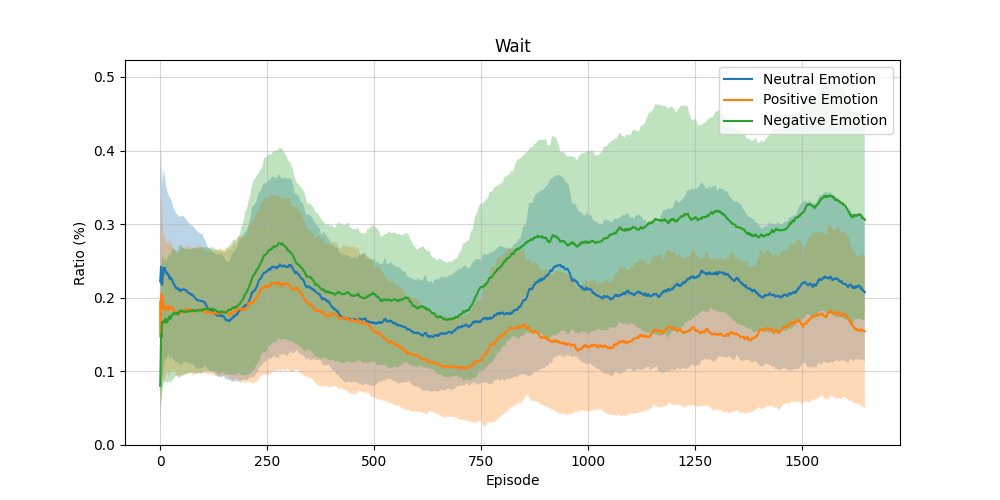 Wait
Neutral Emotion
Positive Emotion
Negative Emotion
Ratio (%)
0.5
0.4
0.3
0.2
0.1
0.0
0 250 500 750 1000 1250 1500
Episode